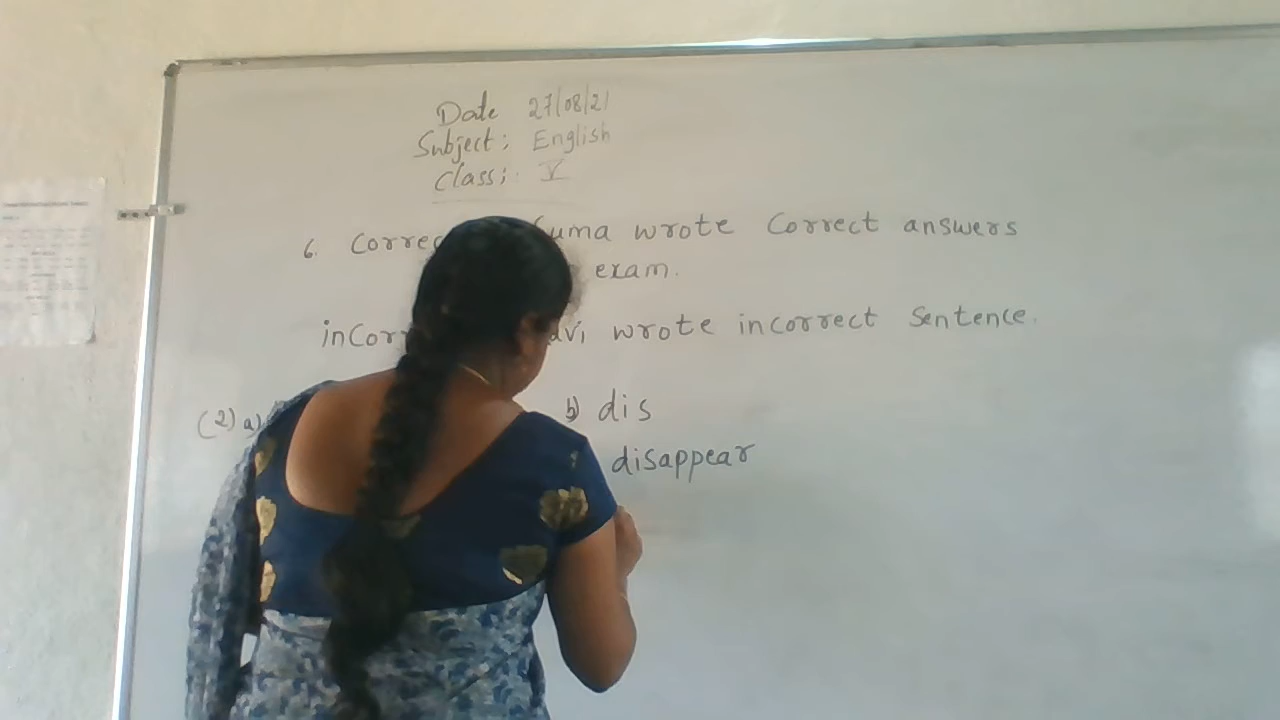 Date 27/08/21
Subject: English
Class: V
6. Correc uma wrote Correct answers
exam.
inCorr avi, wrote incorrect Sentence.
(2) a) b) dis
disappear